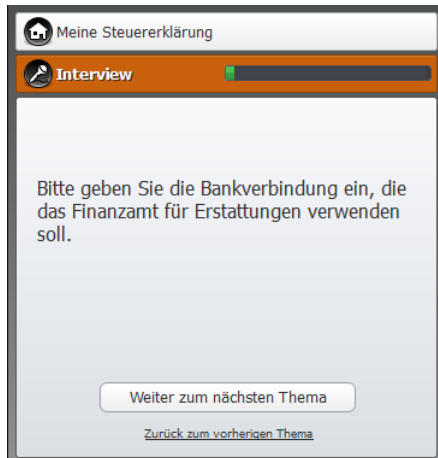 Meine Steuererklärung
Interview
Bitte geben Sie die Bankverbindung ein, die
das Finanzamt für Erstattungen verwenden
soll.
Weiter zum nächsten Thema
Zurück zum vorherigen Thema